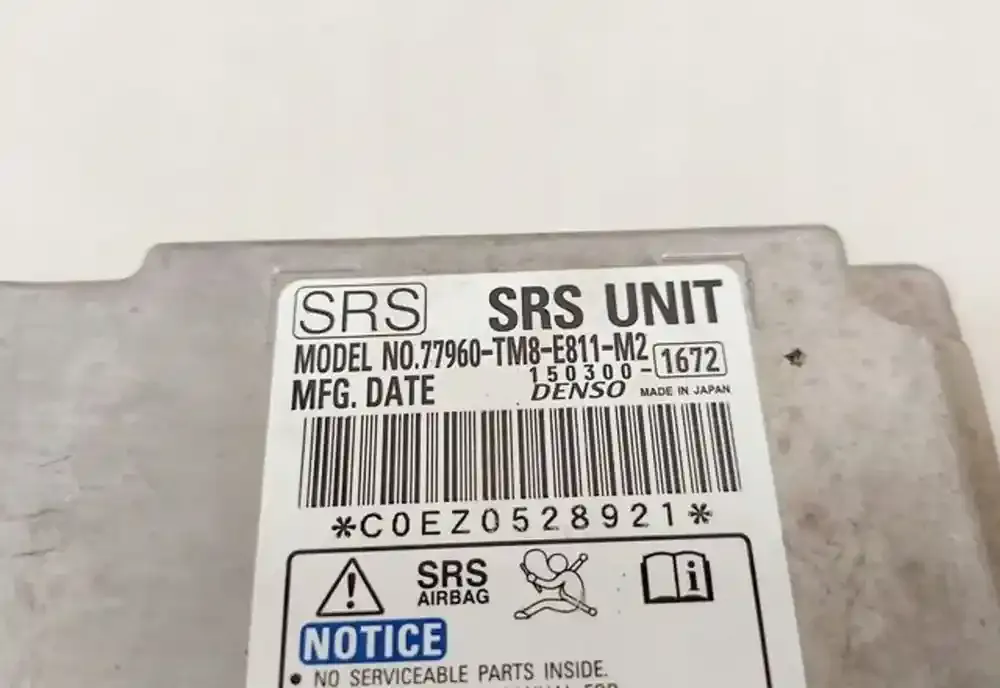 SRS SRS UNIT
MODEL NO.77960-TM8-E811-M2
150300-1672
MFG. DATE DENSO MADE IN JAPAN
*C0EZ0528921*
SRS
AIRBAG
i
NOTICE
• NO SERVICEABLE PARTS INSIDE.